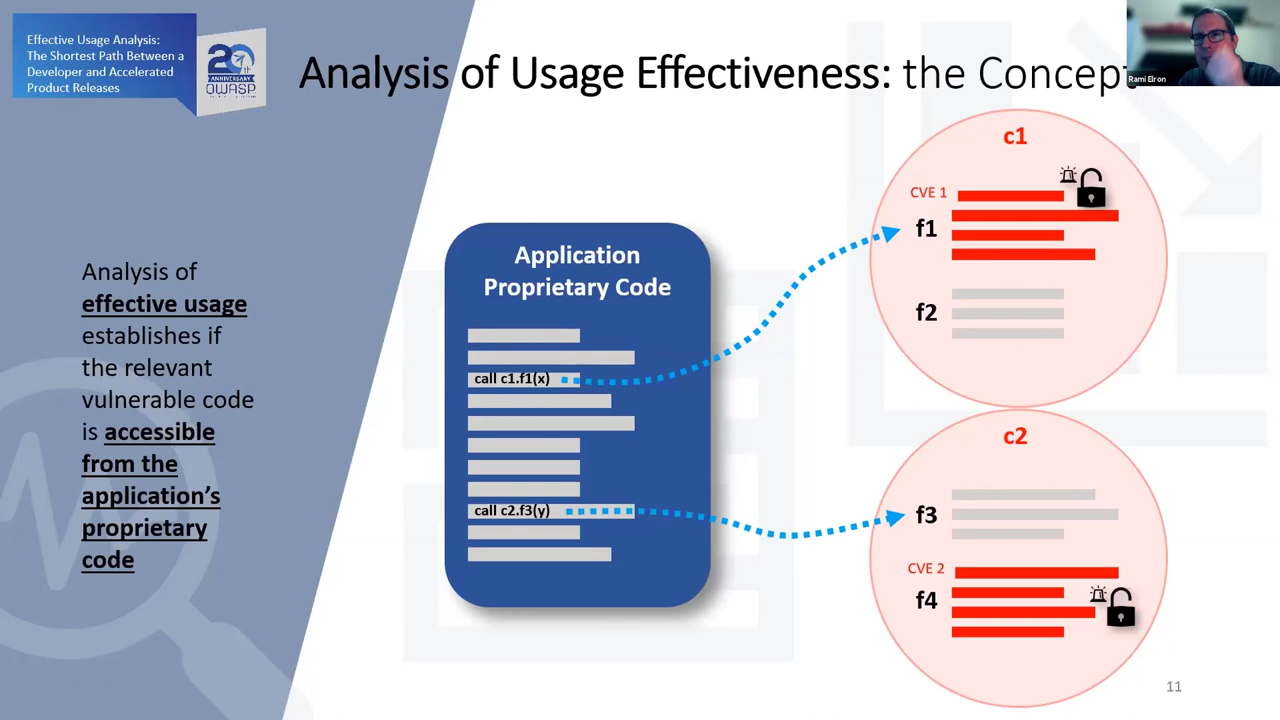 Effective Usage Analysis:
The Shortest Path Between a
Developer and Accelerated
Product Releases
20
ANNIVERSARY
OWASP
Analysis of Usage Effectiveness: the Concept
Rami Elron
Analysis of
effective usage
establishes if
the relevant
vulnerable code
is accessible
from the
application’s
proprietary
code
Application
Proprietary Code
call c1.f1(x)
call c2.f3(y)
c1
CVE 1
f1
f2
c2
f3
CVE 2
f4
11